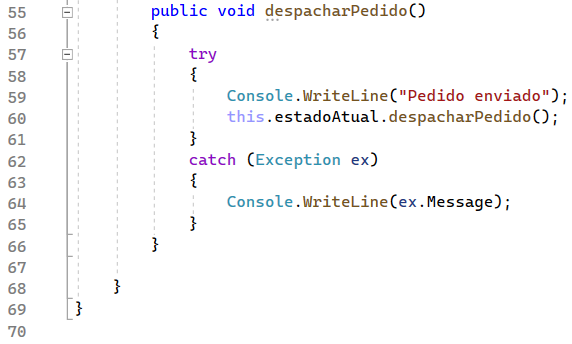 55 public void despacharPedido()
56 {
57 try
58 {
59 Console.WriteLine("Pedido enviado");
60 this.estadoAtual.despacharPedido();
61 }
62 catch (Exception ex)
63 {
64 Console.WriteLine(ex.Message);
65 }
66 }
67
68 }
69 }
70